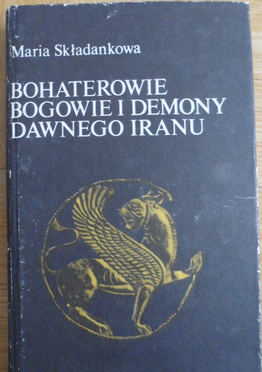 Maria Składankowa
BOHATEROWIE
BOGOWIE I DEMONY
DAWNEGO IRANU